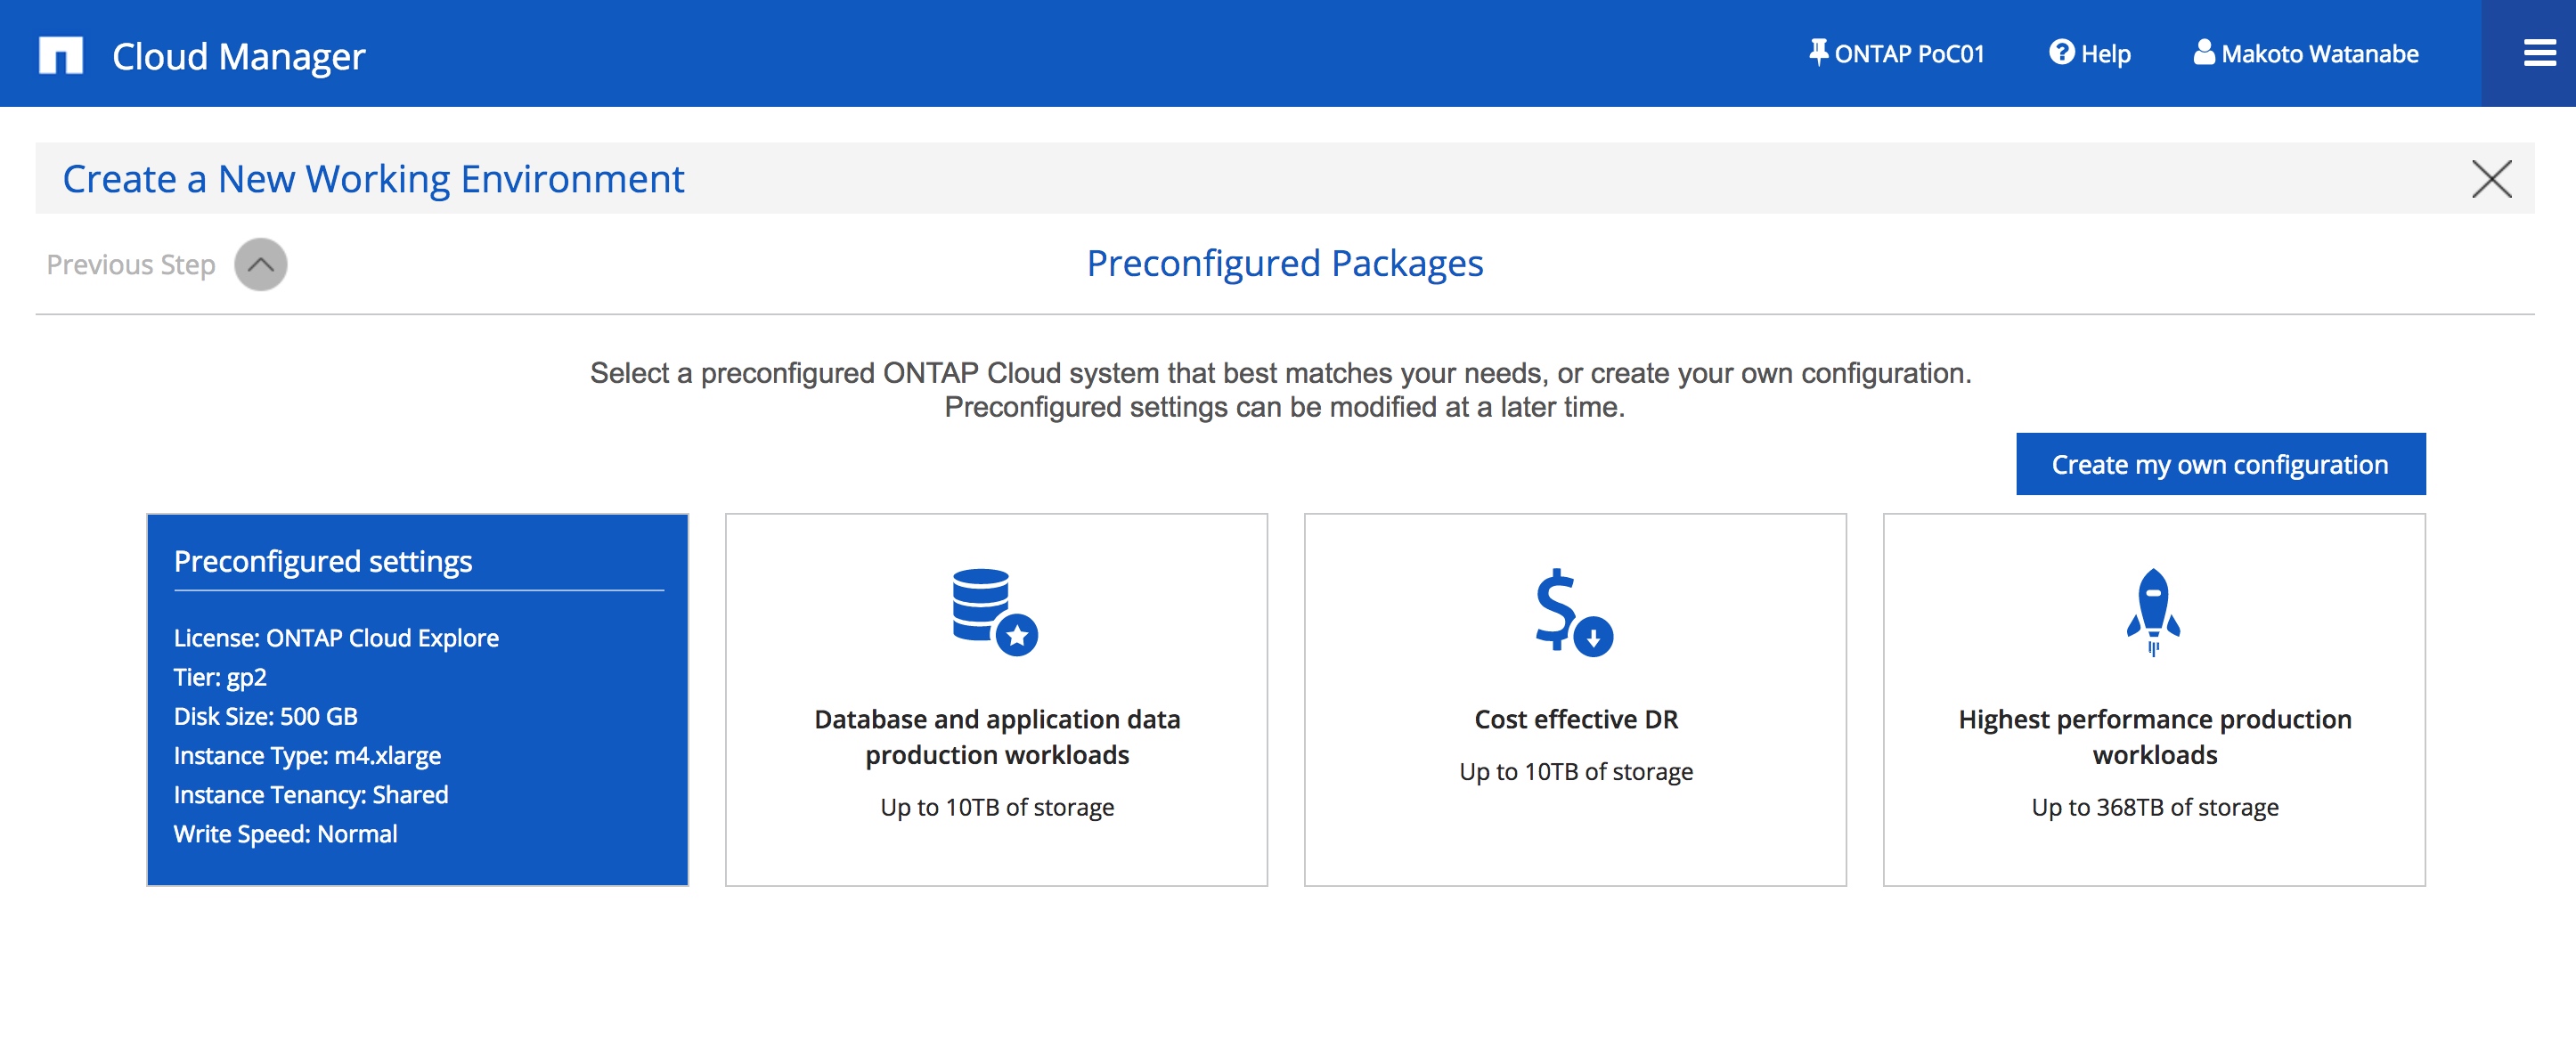 Cloud Manager
ONTAP PoC01
Help
Makoto Watanabe
Create a New Working Environment
Previous Step
Preconfigured Packages
Select a preconfigured ONTAP Cloud system that best matches your needs, or create your own configuration.
Preconfigured settings can be modified at a later time.
Create my own configuration
Preconfigured settings
License: ONTAP Cloud Explore
Tier: gp2
Disk Size: 500 GB
Instance Type: m4.xlarge
Instance Tenancy: Shared
Write Speed: Normal
Database and application data
production workloads
Up to 10TB of storage
Cost effective DR
Up to 10TB of storage
Highest performance production
workloads
Up to 368TB of storage